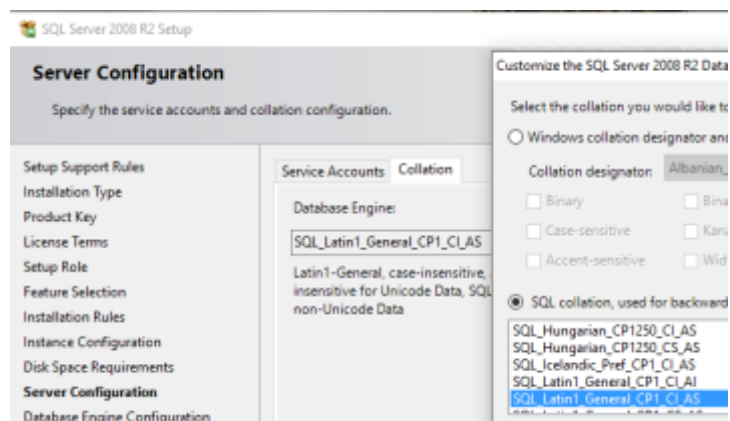 SQL Server 2008 R2 Setup
Server Configuration
Specify the service accounts and collation configuration.
Setup Support Rules
Installation Type
Product Key
License Terms
Setup Role
Feature Selection
Installation Rules
Instance Configuration
Disk Space Requirements
Server Configuration
Database Engine Configuration
Service Accounts Collation
Database Engine:
SQL_Latin1_General_CP1_CI_AS
Latin1-General, case-insensitive,
insensitive for Unicode Data, SQL
non-Unicode Data
Customize the SQL Server 2008 R2 Data
Select the collation you would like to
Windows collation designator and
Collation designator: Albanian_
Binary Bina
Case-sensitive Kana
Accent-sensitive Wid
SQL collation, used for backward
SQL_Hungarian_CP1250_CI_AS
SQL_Hungarian_CP1250_CS_AS
SQL_Icelandic_Pref_CP1_CI_AS
SQL_Latin1_General_CP1_CI_AI
SQL_Latin1_General_CP1_CI_AS